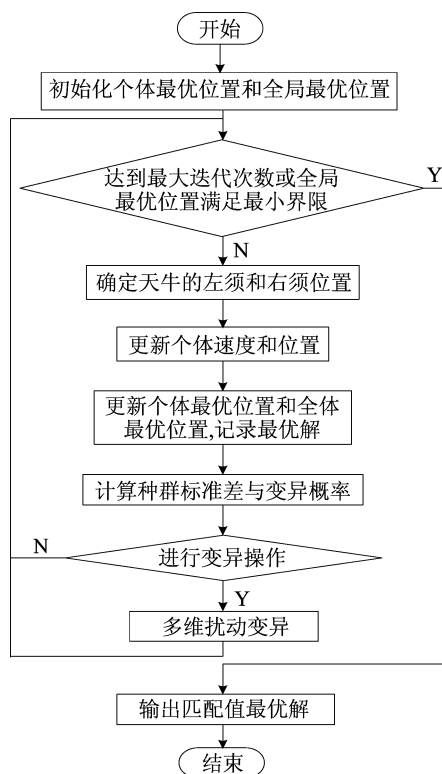 开始
初始化个体最优位置和全局最优位置
达到最大迭代次数或全局
最优位置满足最小界限
Y
N
确定天牛的左须和右须位置
更新个体速度和位置
更新个体最优位置和全体
最优位置,记录最优解
计算种群标准差与变异概率
N
进行变异操作
Y
多维扰动变异
输出匹配值最优解
结束